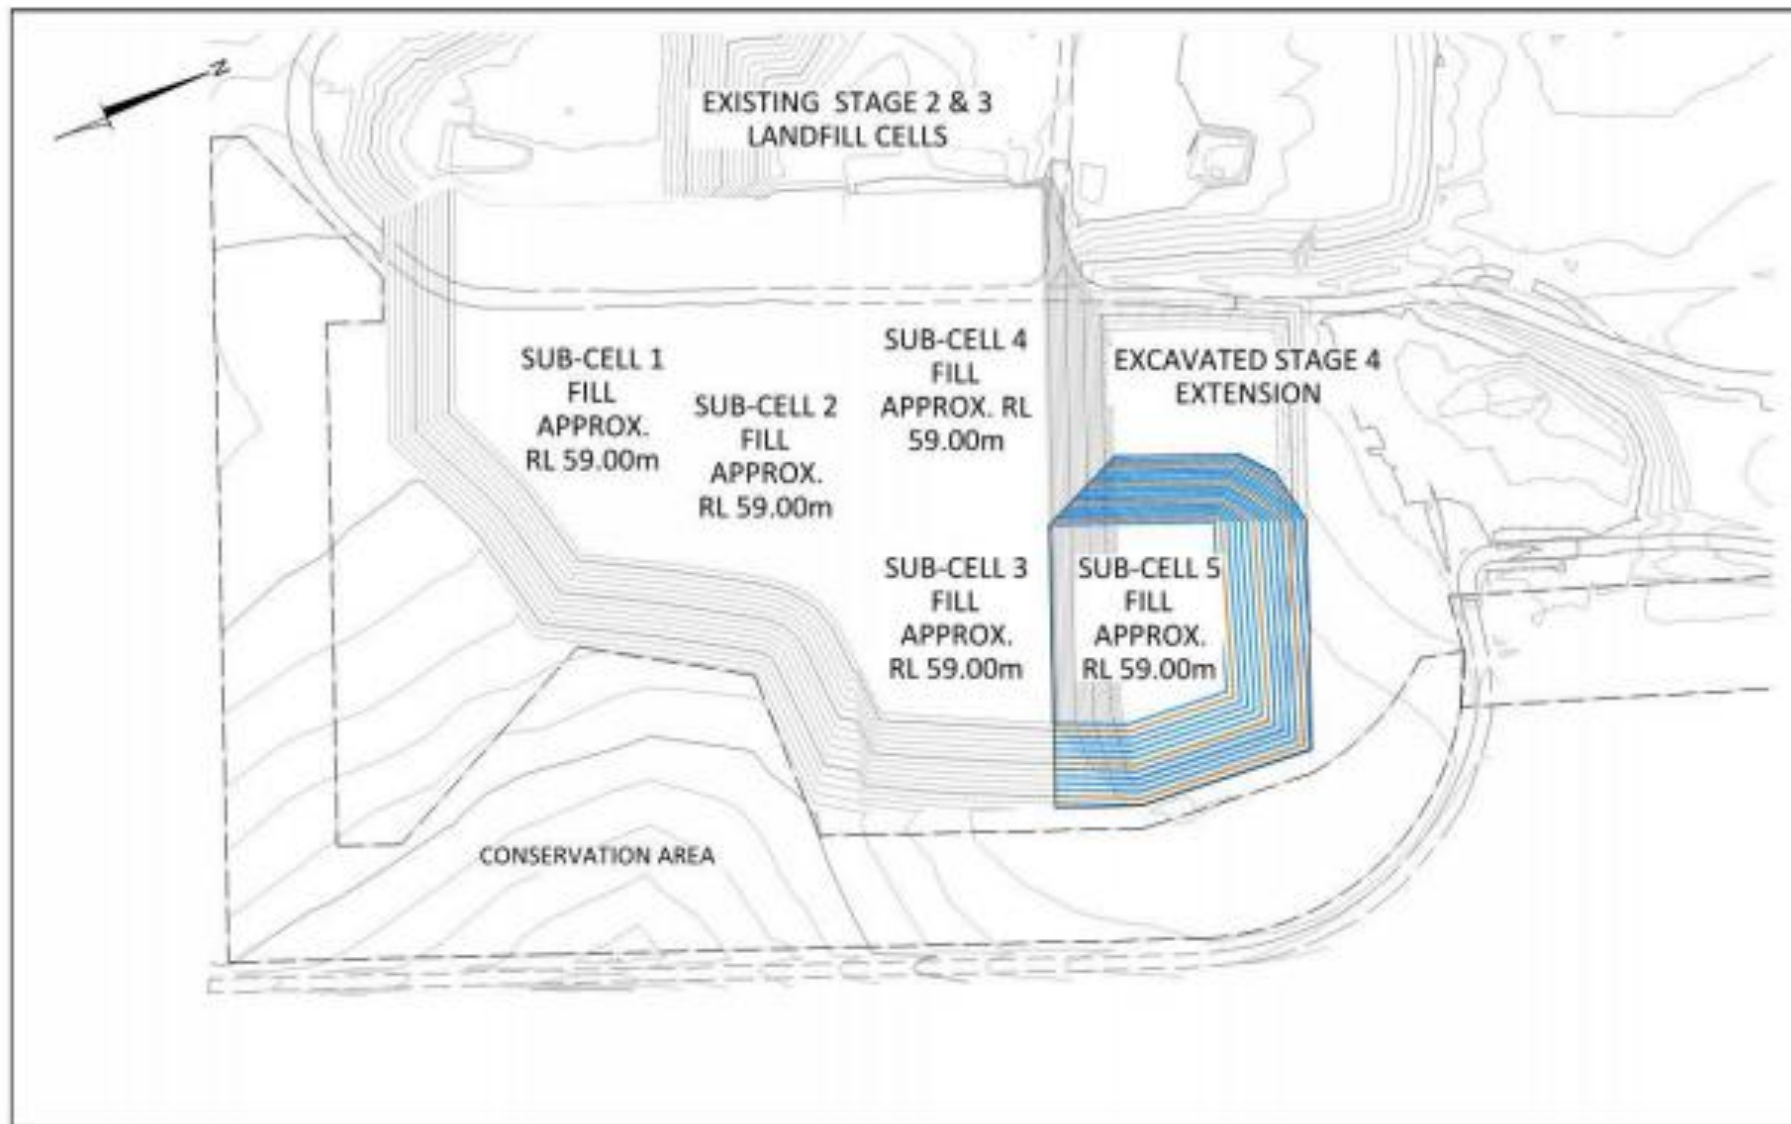 N
EXISTING STAGE 2 & 3
LANDFILL CELLS
SUB-CELL 1
FILL
APPROX.
RL 59.00m
SUB-CELL 2
FILL
APPROX.
RL 59.00m
SUB-CELL 4
FILL
APPROX. RL
59.00m
EXCAVATED STAGE 4
EXTENSION
SUB-CELL 3
FILL
APPROX.
RL 59.00m
SUB-CELL 5
FILL
APPROX.
RL 59.00m
CONSERVATION AREA